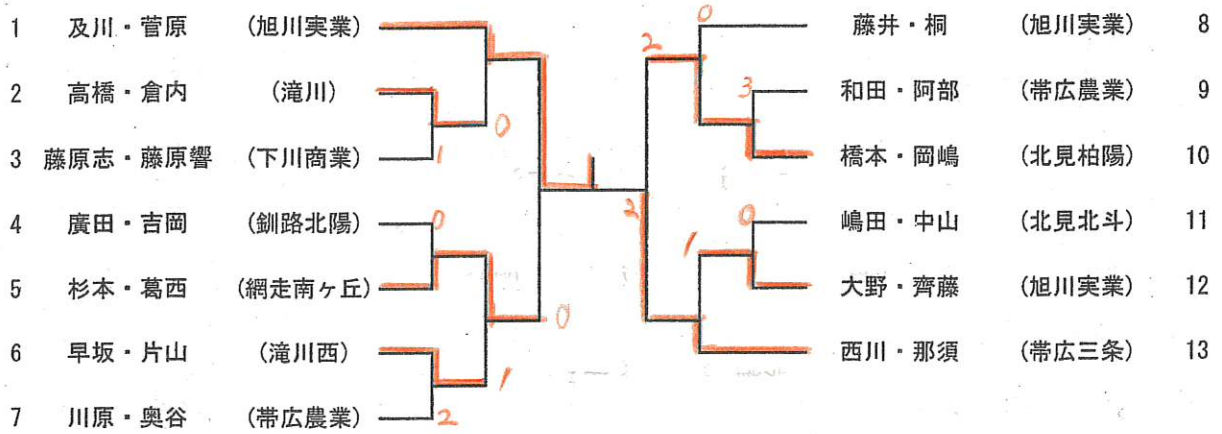 1 及川・菅原 (旭川実業)
2 高橋・倉内 (滝川)
3 藤原志・藤原響 (下川商業)
4 廣田・吉岡 (釧路北陽)
5 杉本・葛西 (網走南ヶ丘)
6 早坂・片山 (滝川西)
7 川原・奥谷 (帯広農業)
0
1
0
0
1
2
0
2
3
2
0
1
藤井・桐 (旭川実業) 8
和田・阿部 (帯広農業) 9
橋本・岡嶋 (北見柏陽) 10
嶋田・中山 (北見北斗) 11
大野・齊藤 (旭川実業) 12
西川・那須 (帯広三条) 13